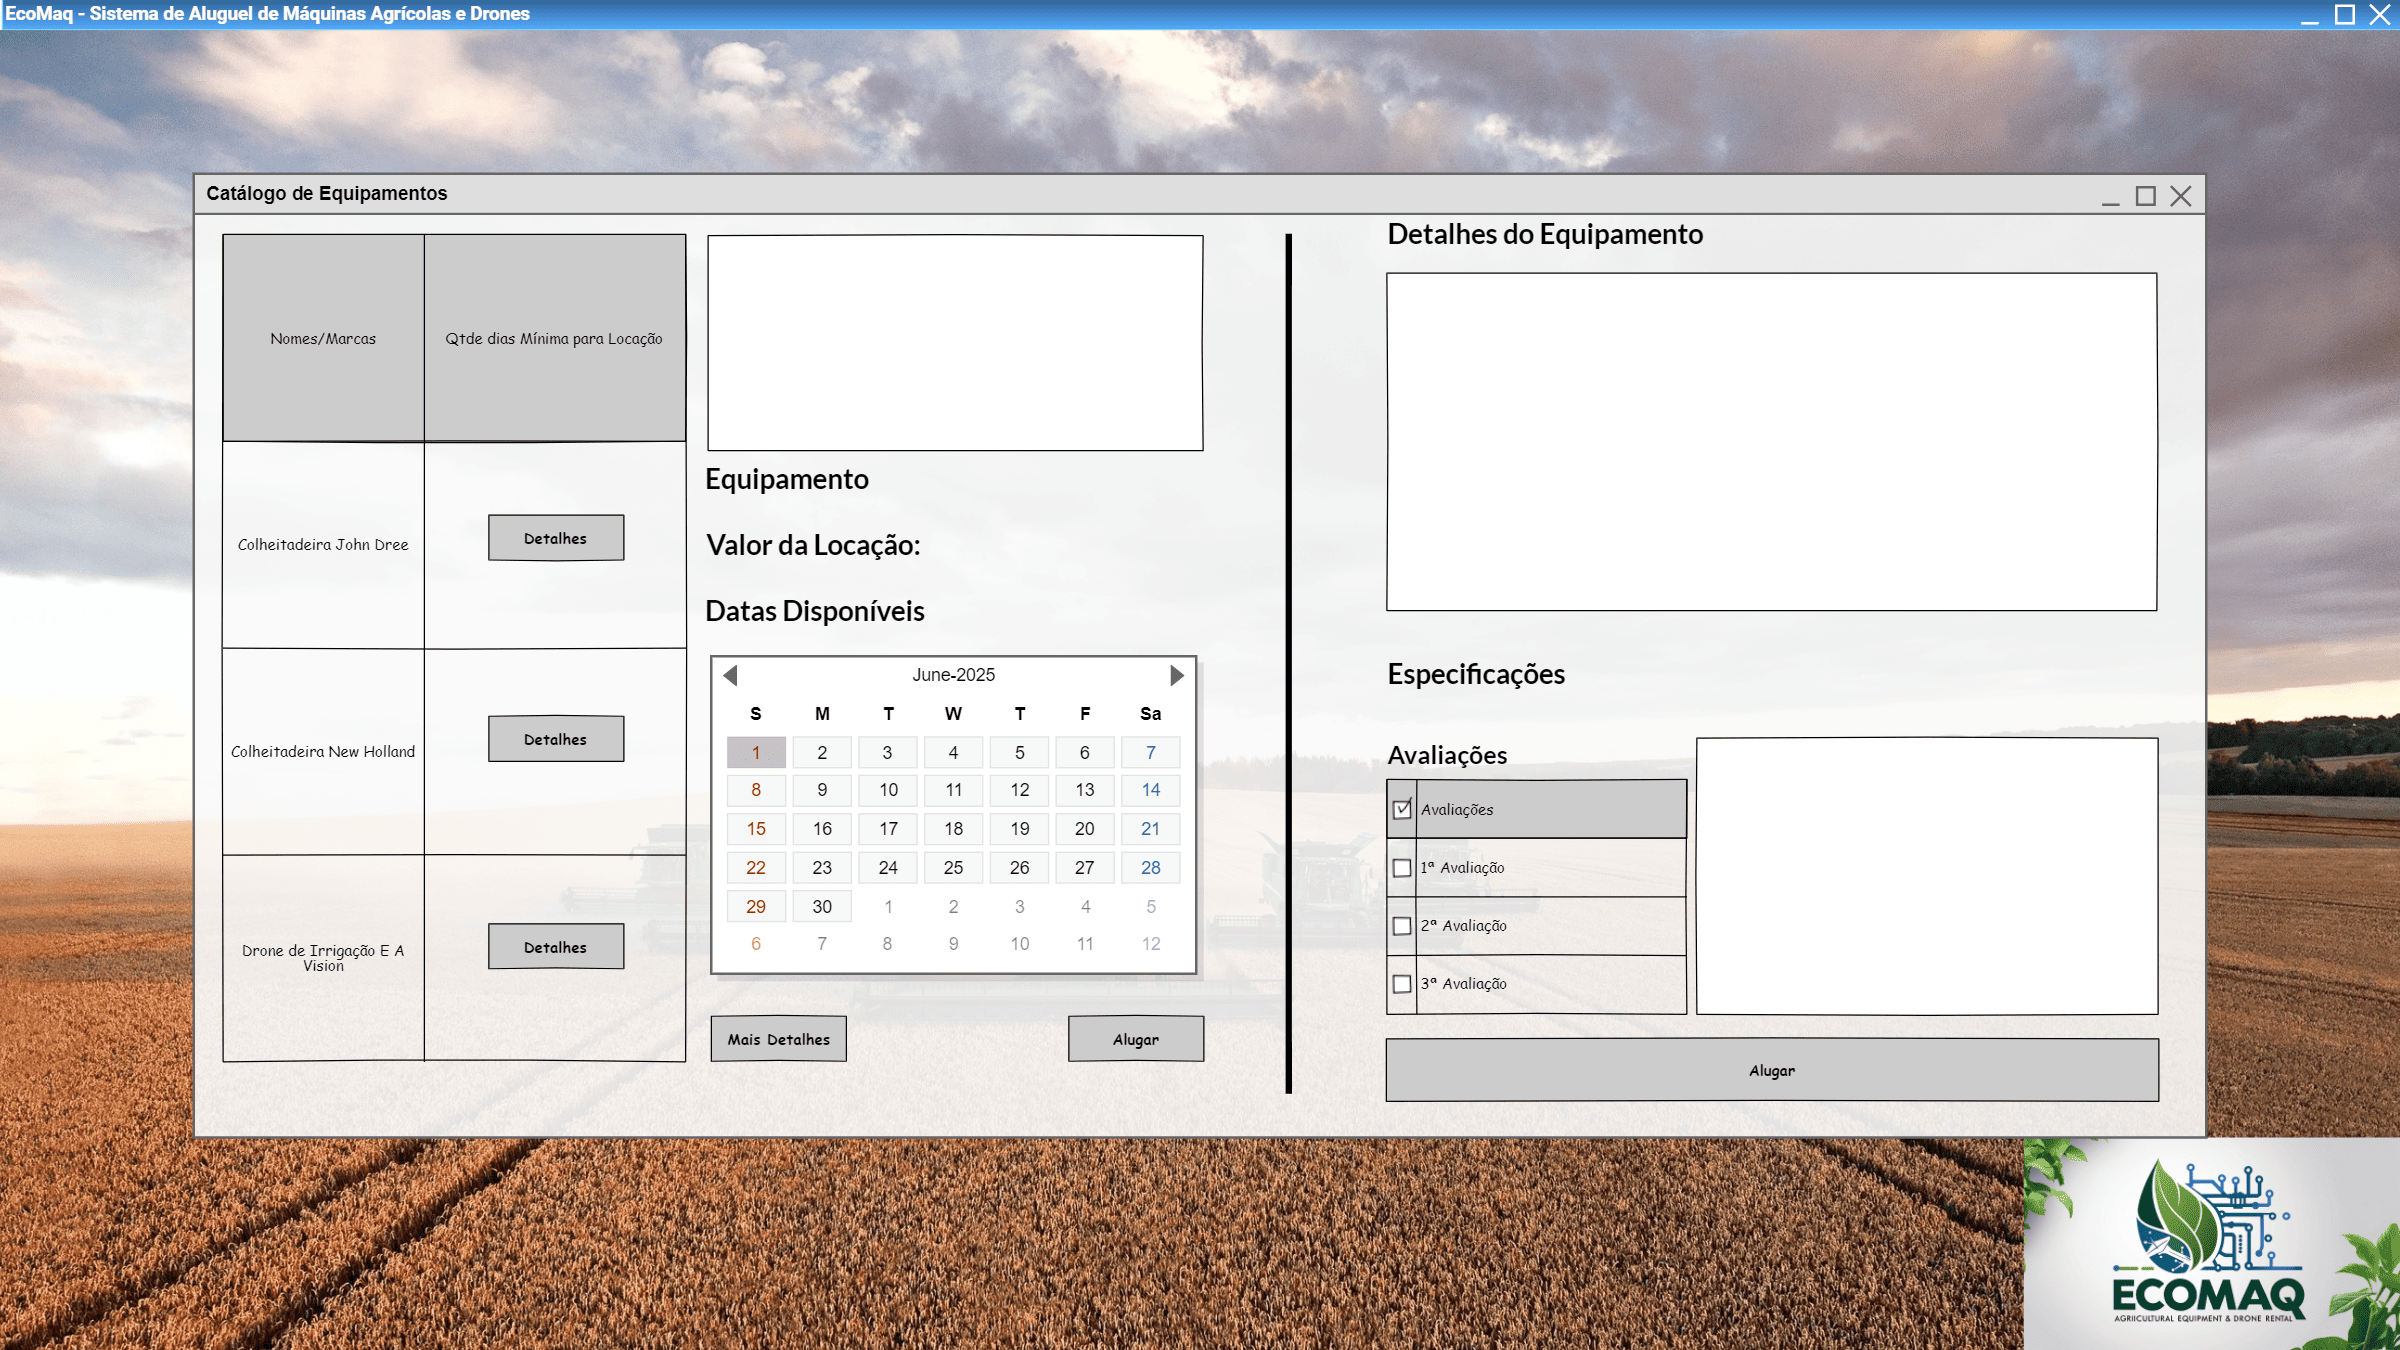 EcoMaq - Sistema de Aluguel de Máquinas Agrícolas e Drones
Catálogo de Equipamentos
Nomes/Marcas
Qtde dias Mínima para Locação
Colheitadeira John Dree
Detalhes
Colheitadeira New Holland
Detalhes
Drone de Irrigação E A
Vision
Detalhes
Equipamento
Valor da Locação:
Datas Disponíveis
June-2025
S M T W T F Sa
1 2 3 4 5 6 7
8 9 10 11 12 13 14
15 16 17 18 19 20 21
22 23 24 25 26 27 28
29 30 1 2 3 4 5
6 7 8 9 10 11 12
Mais Detalhes
Alugar
Detalhes do Equipamento
Especificações
Avaliações
Avaliações
1ª Avaliação
2ª Avaliação
3ª Avaliação
Alugar
ECOMAQ
AGRIICULTURAL EQUIPMENT & DRONE RENTAL